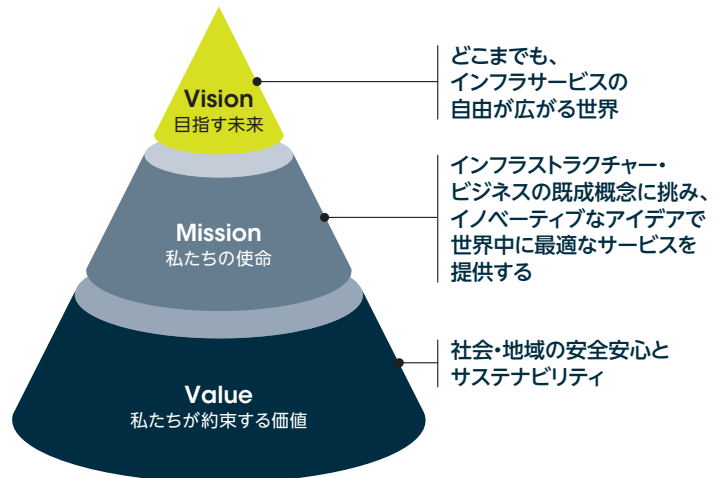 Vision
目指す未来
どこまでも、
インフラサービスの
自由が広がる世界
Mission
私たちの使命
インフラストラクチャー・
ビジネスの既成概念に挑み、
イノベーティブなアイデアで
世界中に最適なサービスを
提供する
Value
私たちが約束する価値
社会・地域の安全安心と
サステナビリティ